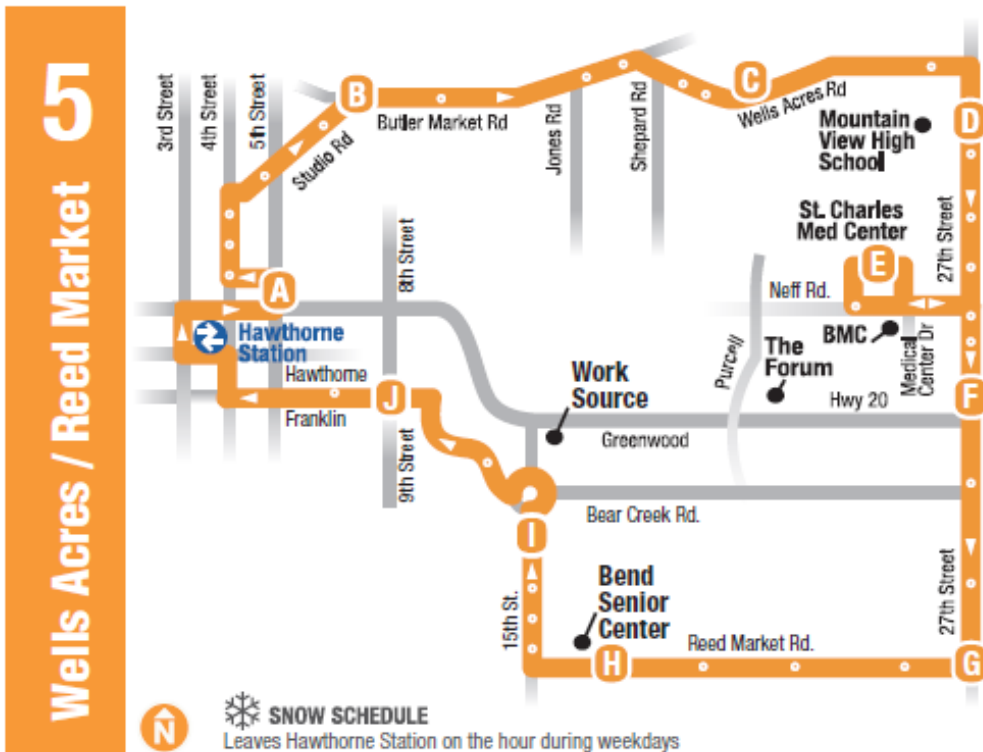 5
Wells Acres / Reed Market
3rd Street
4th Street
5th Street
B
Butler Market Rd
Studio Rd
Jones Rd
Shepard Rd
C
Wells Acres Rd
Mountain
View High
School
D
St. Charles
Med Center
E
27th Street
8th Street
A
Neff Rd.
Hawthorne
Station
BMC
Medical
Center Dr
Purcell
The
Forum
Hawthorne
J
Work
Source
Hwy 20
F
Franklin
Greenwood
9th Street
Bear Creek Rd.
I
15th St.
Bend
Senior
Center
27th Street
H
Reed Market Rd.
G
N
SNOW SCHEDULE
Leaves Hawthorne Station on the hour during weekdays